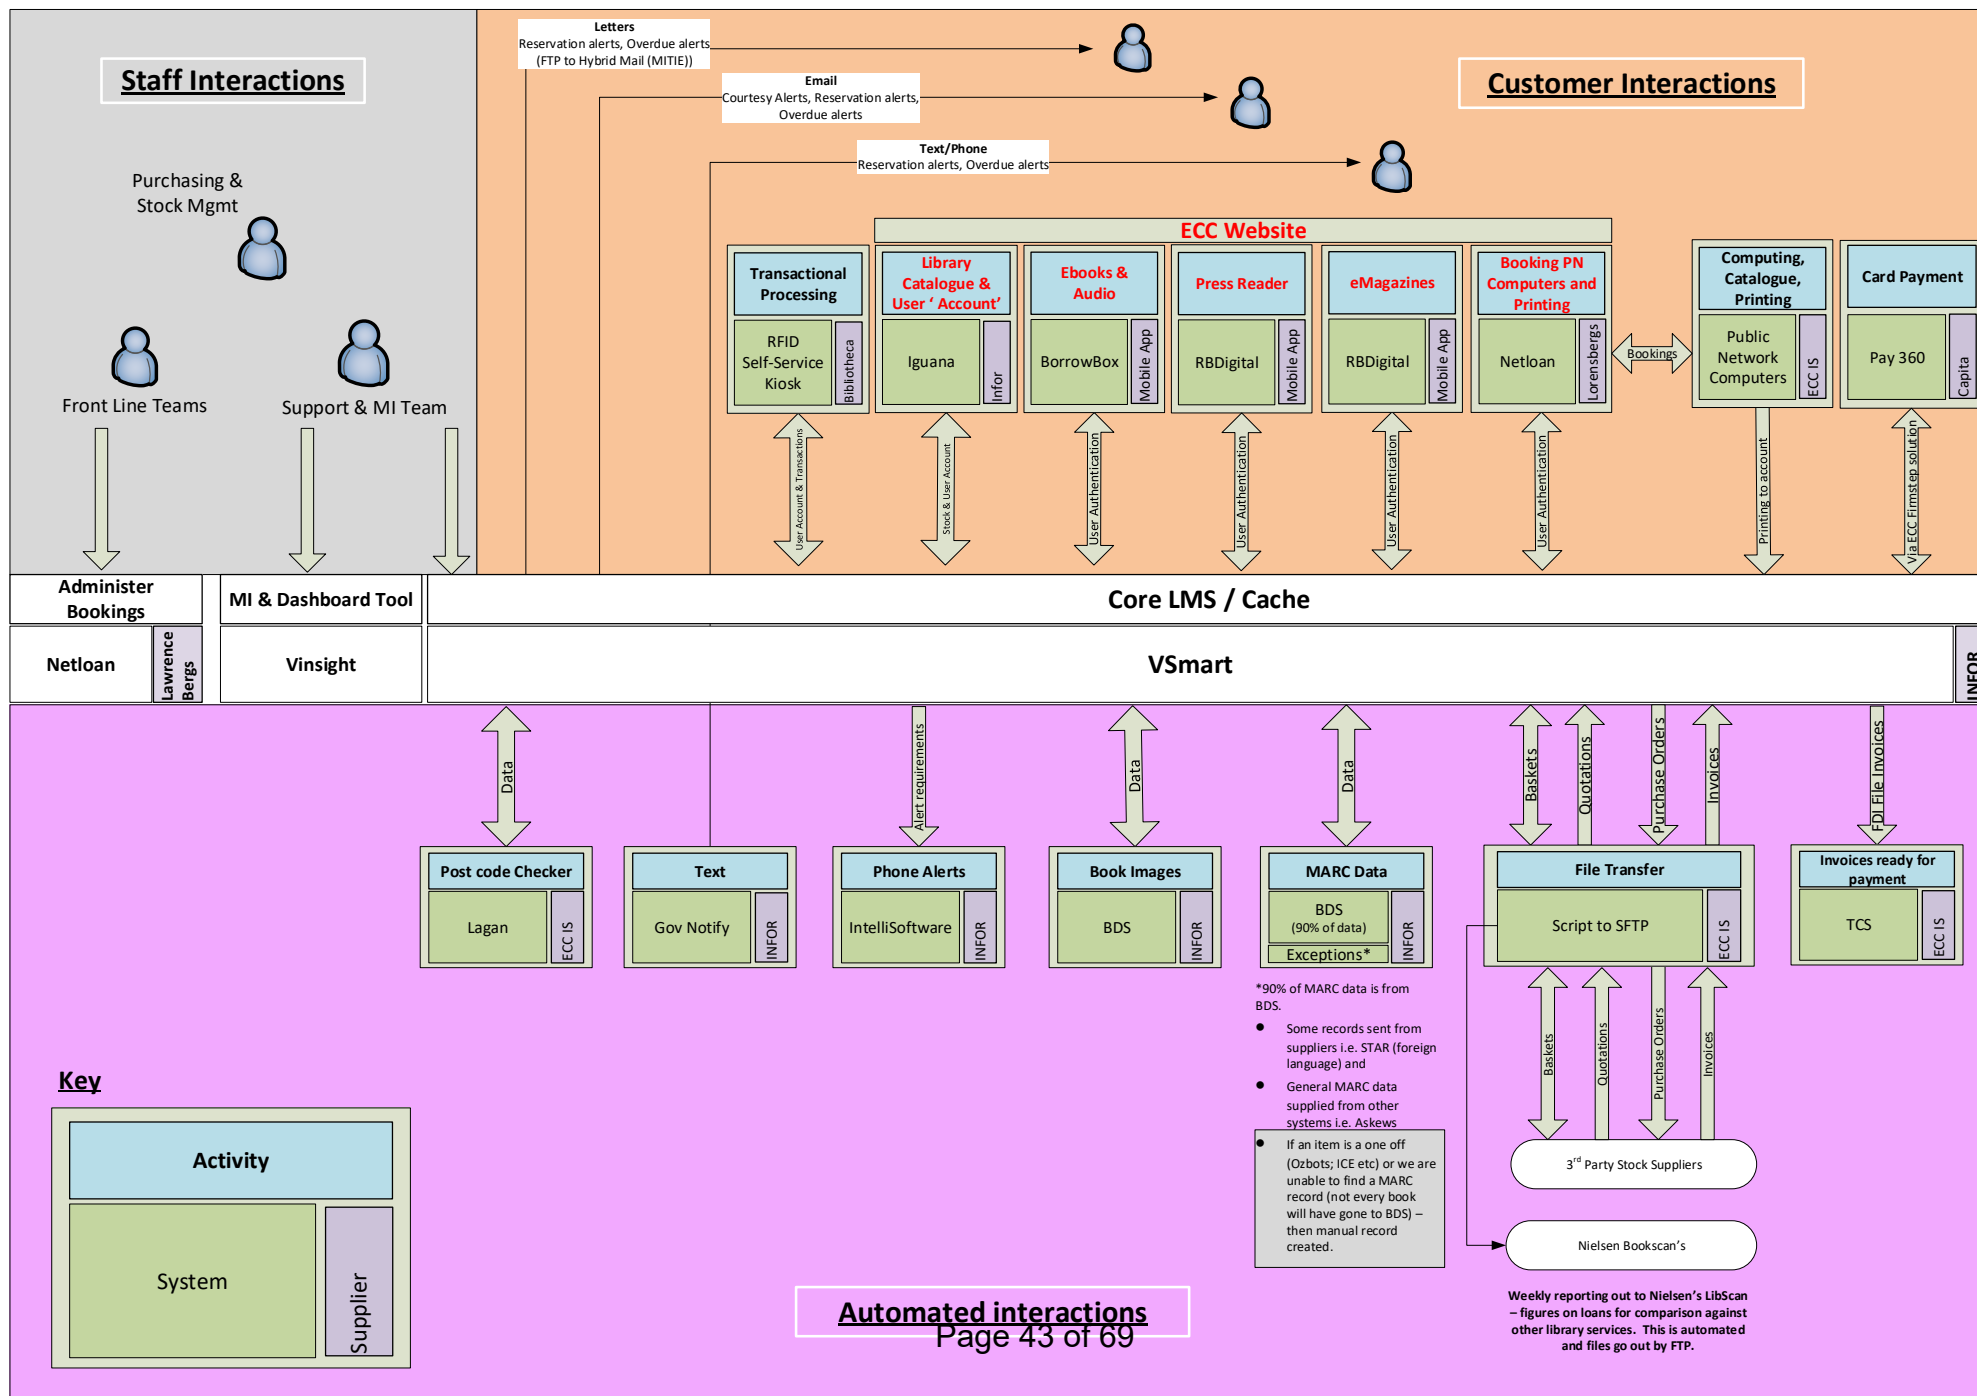 Staff Interactions
Purchasing &
Stock Mgmt
Front Line Teams
Support & MI Team
Letters
Reservation alerts, Overdue alerts
(FTP to Hybrid Mail (MITIE))
Email
Courtesy Alerts, Reservation alerts,
Overdue alerts
Text/Phone
Reservation alerts, Overdue alerts
Customer Interactions
ECC Website
Transactional
Processing
RFID
Self-Service
Kiosk
Bibliotheca
Library
Catalogue &
User ‘ Account’
Iguana
Infor
Ebooks &
Audio
BorrowBox
Mobile App
Press Reader
RBDigital
Mobile App
eMagazines
RBDigital
Mobile App
Booking PN
Computers and
Printing
Netloan
Lorensbergs
Bookings
Computing,
Catalogue,
Printing
Public
Network
Computers
ECC IS
Card Payment
Pay 360
Capita
User Account & Transactions
Stock & User Account
User Authentication
User Authentication
User Authentication
User Authentication
Printing to account
Via ECC Firmstep solution
Administer
Bookings
MI & Dashboard Tool
Core LMS / Cache
Netloan
Lawrence
Bergs
Vinsight
VSmart
INFOR
Data
Alert requirements
Data
Data
Baskets
Quotations
Purchase Orders
Invoices
FDI File Invoices
Post code Checker
Lagan
ECC IS
Text
Gov Notify
INFOR
Phone Alerts
IntelliSoftware
INFOR
Book Images
BDS
INFOR
MARC Data
BDS
(90% of data)
Exceptions*
INFOR
File Transfer
Script to SFTP
ECC IS
Invoices ready for
payment
TCS
ECC IS
*90% of MARC data is from
BDS.
● Some records sent from
suppliers i.e. STAR (foreign
language) and
● General MARC data
supplied from other
systems i.e. Askews
● If an item is a one off
(Ozbots; ICE etc) or we are
unable to find a MARC
record (not every book
will have gone to BDS) –
then manual record
created.
Baskets
Quotations
Purchase Orders
Invoices
3rd Party Stock Suppliers
Nielsen Bookscan's
Weekly reporting out to Nielsen's LibScan
– figures on loans for comparison against
other library services. This is automated
and files go out by FTP.
Key
Activity
System
Supplier
Automated interactions
Page 43 of 69